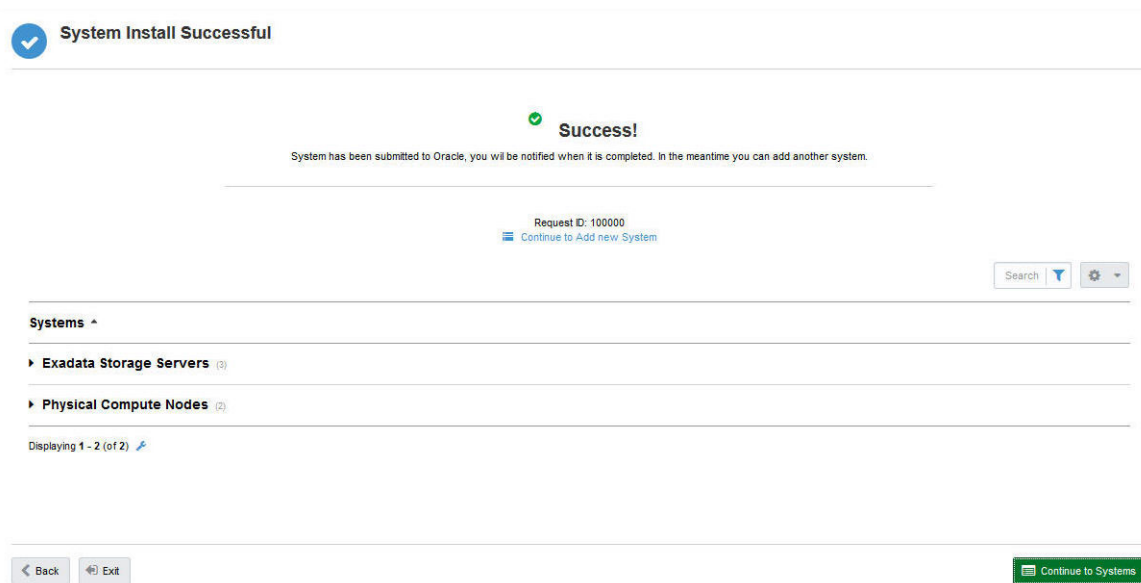 System Install Successful
Success!
System has been submitted to Oracle, you wil be notified when it is completed. In the meantime you can add another system.
Request ID: 100000
Continue to Add new System
Search
Systems
Exadata Storage Servers (3)
Physical Compute Nodes (2)
Displaying 1 - 2 (of 2)
Back Exit Continue to Systems